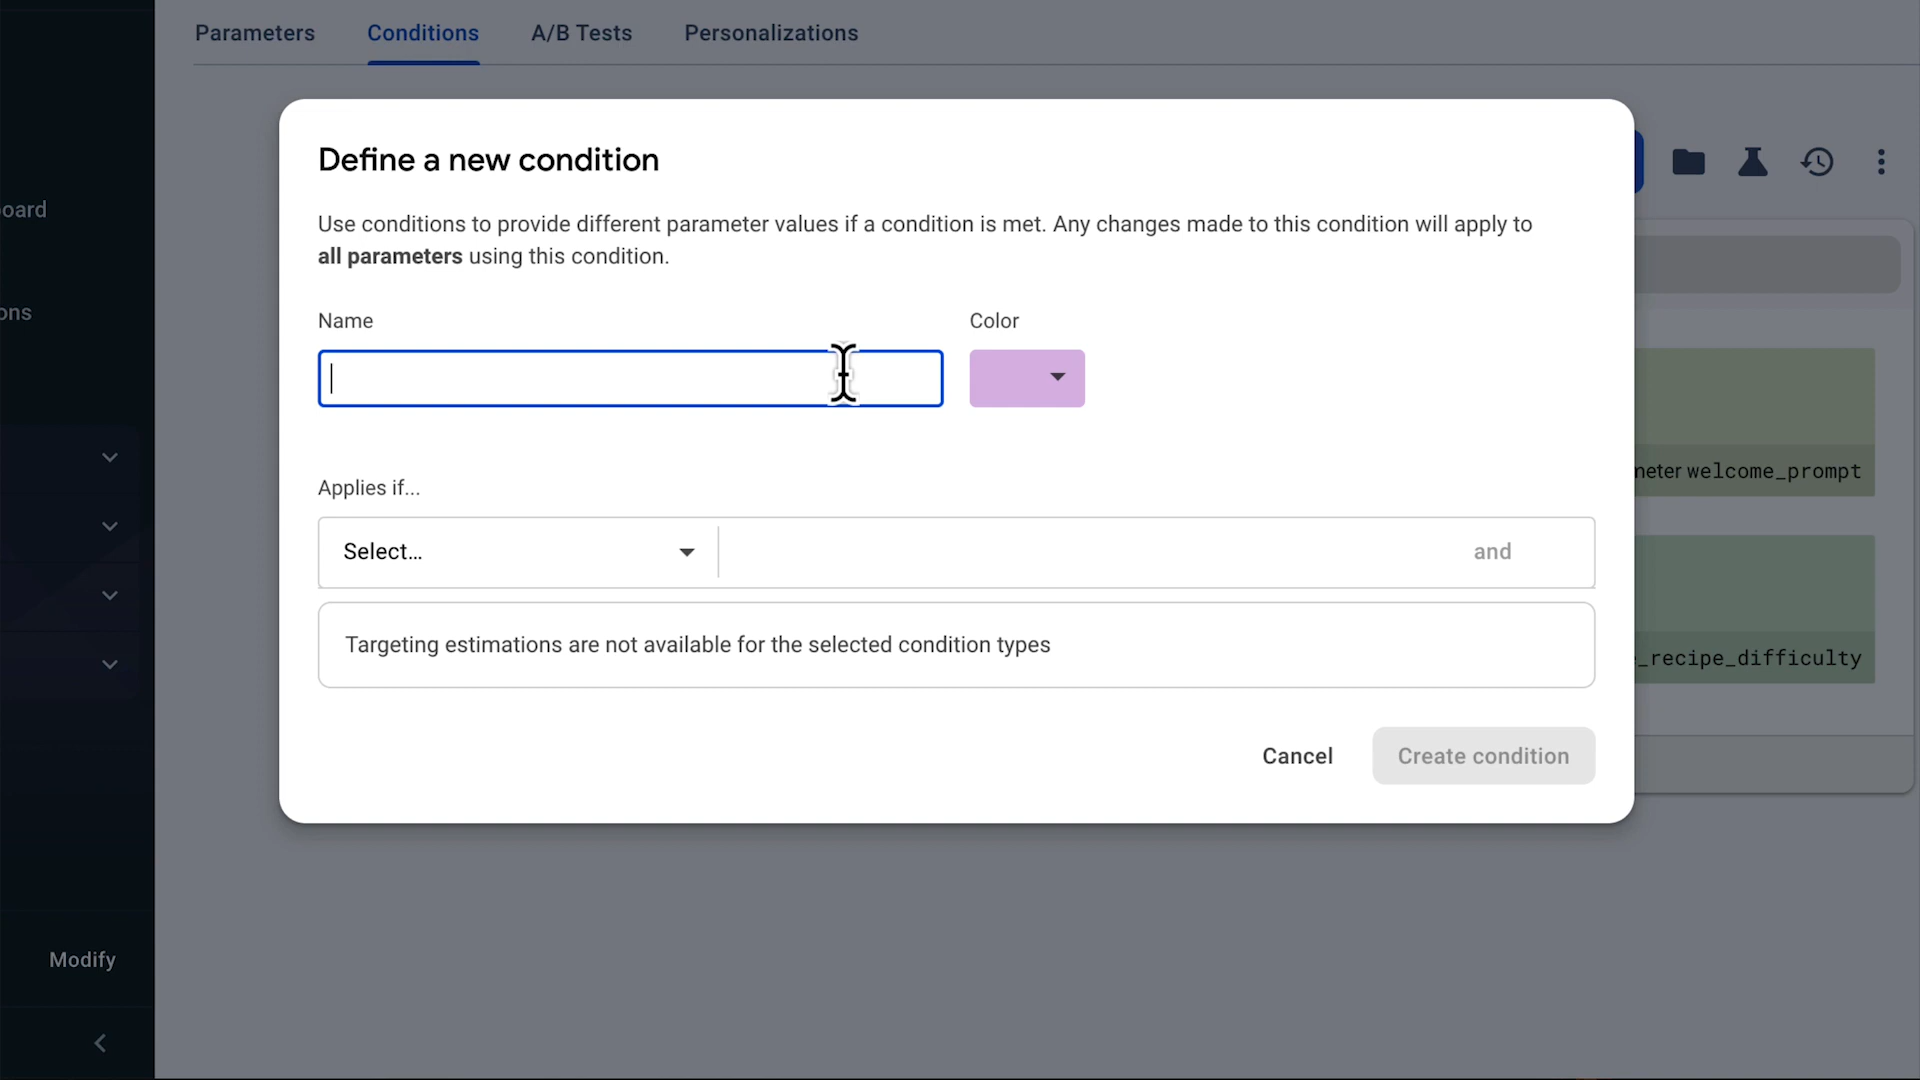 Parameters Conditions A/B Tests Personalizations
Define a new condition
Use conditions to provide different parameter values if a condition is met. Any changes made to this condition will apply to
all parameters using this condition.
Name Color
Applies if...
Select... and
Targeting estimations are not available for the selected condition types
Cancel Create condition
oard
ons
Modify
meter welcome_prompt
_recipe_difficulty